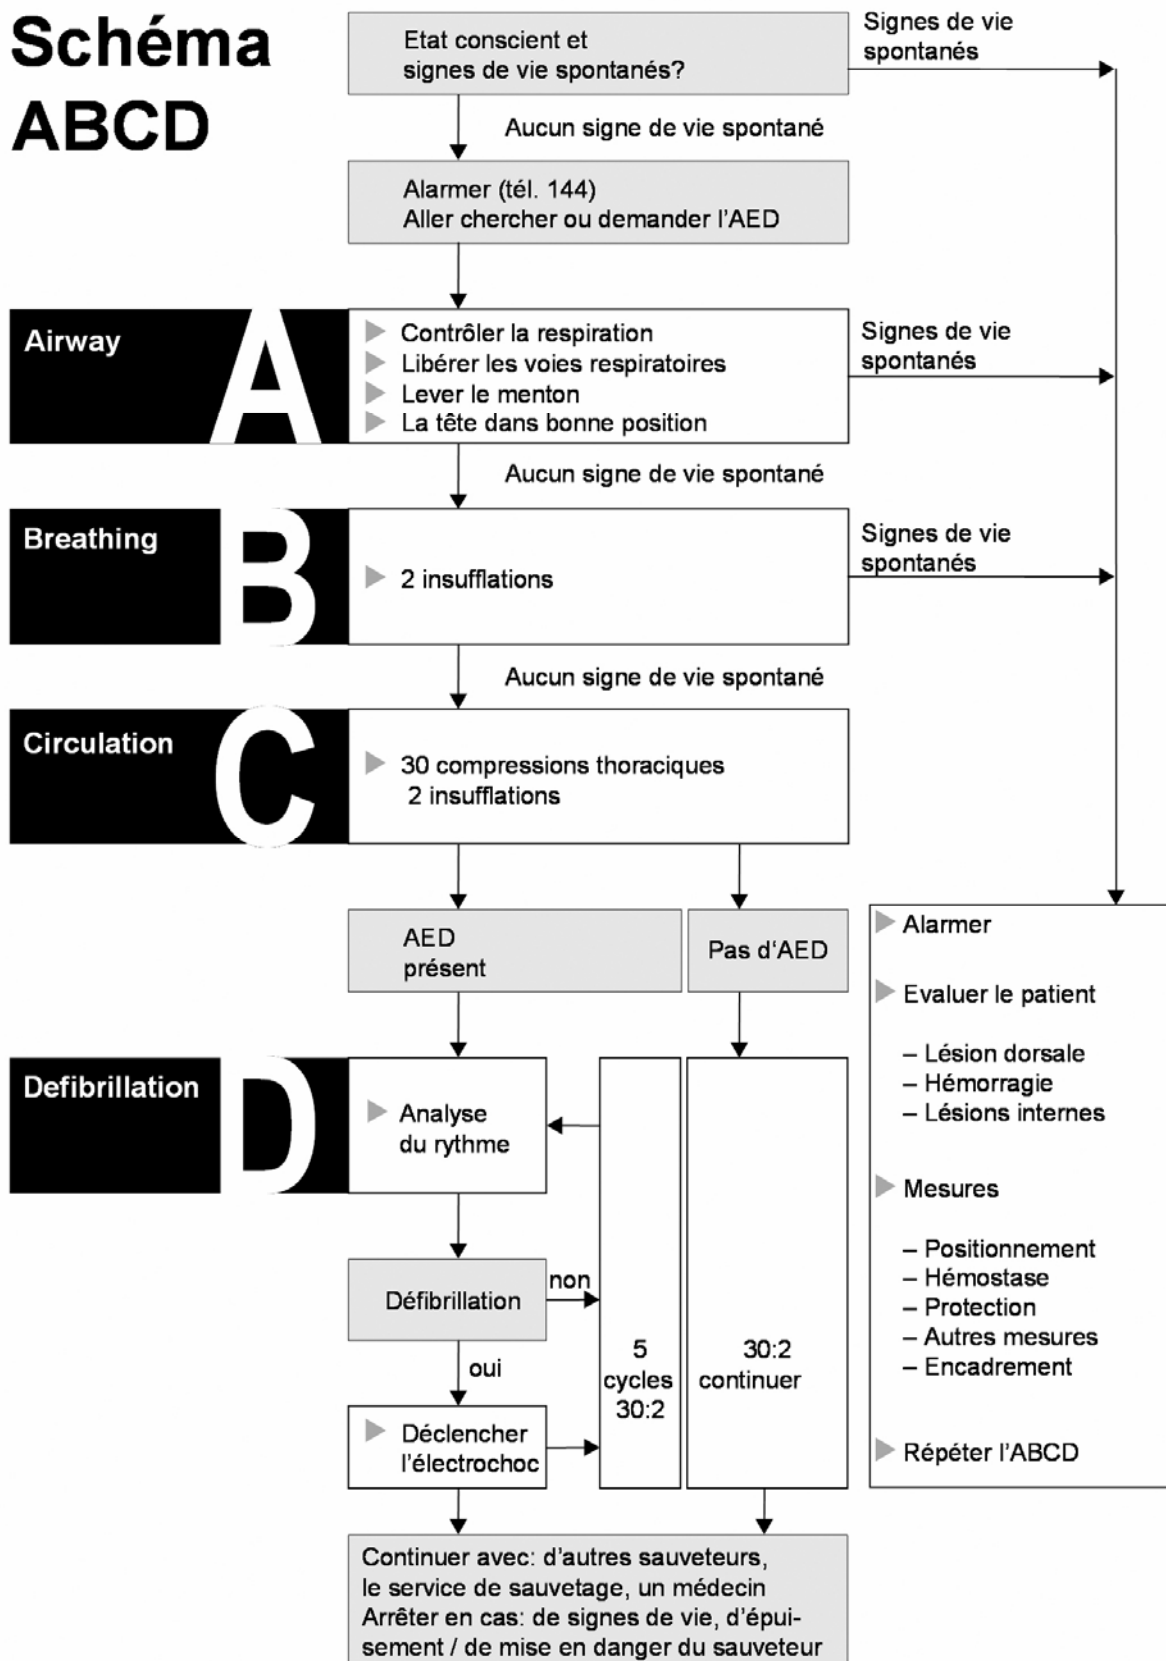 Schéma
ABCD
Etat conscient et
signes de vie spontanés?
Signes de vie
spontanés
Aucun signe de vie spontané
Alarmer (tél. 144)
Aller chercher ou demander l'AED
Airway
A
Contrôler la respiration
Libérer les voies respiratoires
Lever le menton
La tête dans bonne position
Signes de vie
spontanés
Aucun signe de vie spontané
Breathing
B
2 insufflations
Signes de vie
spontanés
Aucun signe de vie spontané
Circulation
C
30 compressions thoraciques
2 insufflations
AED
présent
Pas d'AED
Defibrillation
D
Analyse
du rythme
Défibrillation
non
oui
Déclencher
l'électrochoc
5
cycles
30:2
30:2
continuer
Alarmer
Evaluer le patient
– Lésion dorsale
– Hémorragie
– Lésions internes
Mesures
– Positionnement
– Hémostase
– Protection
– Autres mesures
– Encadrement
Répéter l'ABCD
Continuer avec: d'autres sauveteurs,
le service de sauvetage, un médecin
Arrêter en cas: de signes de vie, d'épui-
sement / de mise en danger du sauveteur